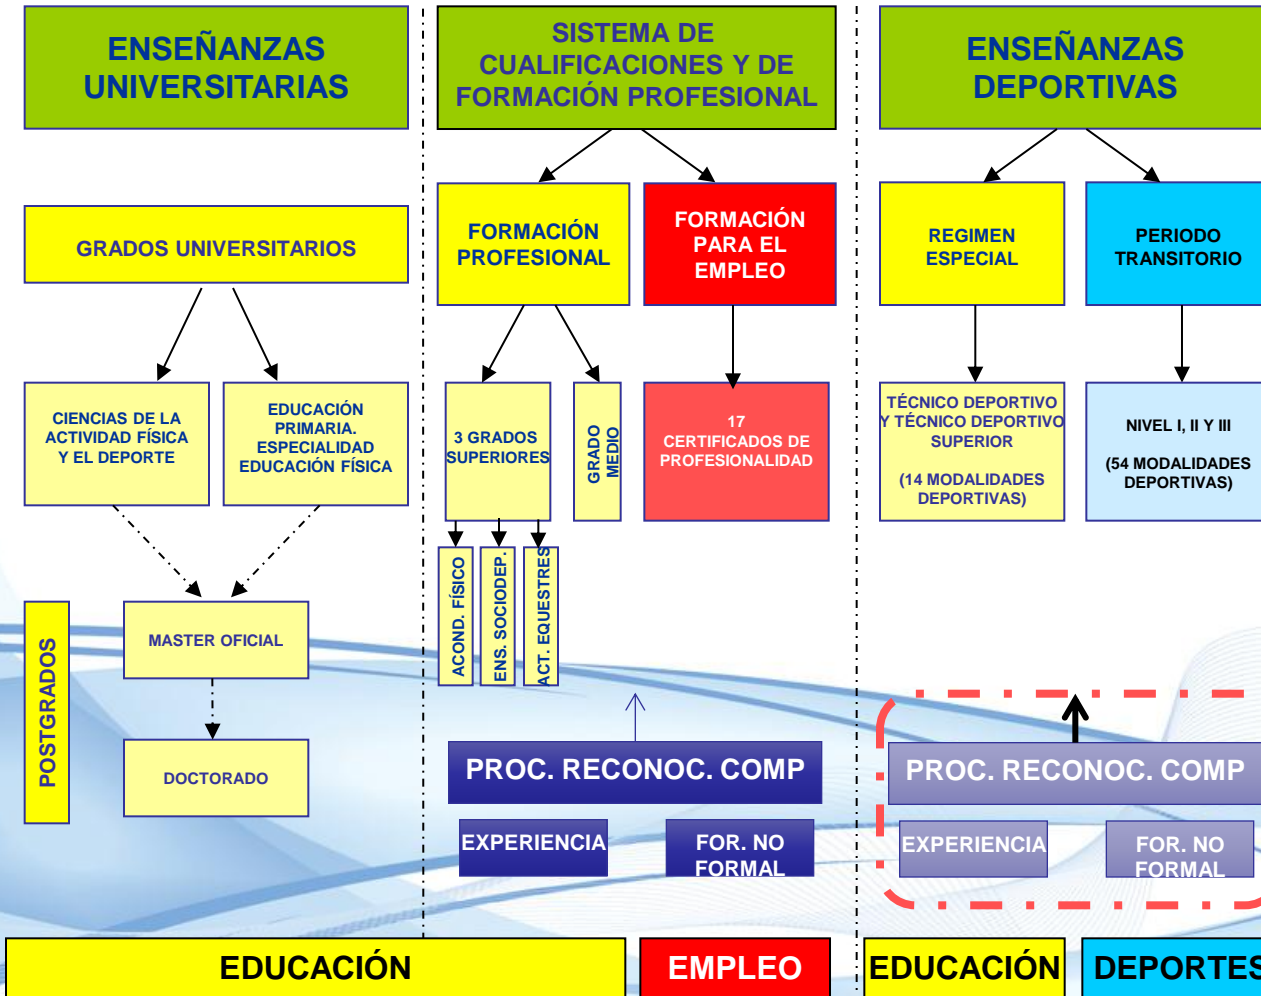 ENSEÑANZAS
UNIVERSITARIAS
SISTEMA DE
CUALIFICACIONES Y DE
FORMACIÓN PROFESIONAL
ENSEÑANZAS
DEPORTIVAS
GRADOS UNIVERSITARIOS
FORMACIÓN
PROFESIONAL
FORMACIÓN
PARA EL
EMPLEO
REGIMEN
ESPECIAL
PERIODO
TRANSITORIO
CIENCIAS DE LA
ACTIVIDAD FÍSICA
Y EL DEPORTE
EDUCACIÓN
PRIMARIA.
ESPECIALIDAD
EDUCACIÓN FÍSICA
3 GRADOS
SUPERIORES
GRADO
MEDIO
17
CERTIFICADOS DE
PROFESIONALIDAD
TÉCNICO DEPORTIVO
Y TÉCNICO DEPORTIVO
SUPERIOR
(14 MODALIDADES
DEPORTIVAS)
NIVEL I, II Y III
(54 MODALIDADES
DEPORTIVAS)
ACOND. FÍSICO
ENS. SOCIODEP.
ACT. EQUESTRES
POSTGRADOS
MASTER OFICIAL
DOCTORADO
PROC. RECONOC. COMP
EXPERIENCIA
FOR. NO
FORMAL
PROC. RECONOC. COMP
EXPERIENCIA
FOR. NO
FORMAL
EDUCACIÓN
EMPLEO
EDUCACIÓN
DEPORTES